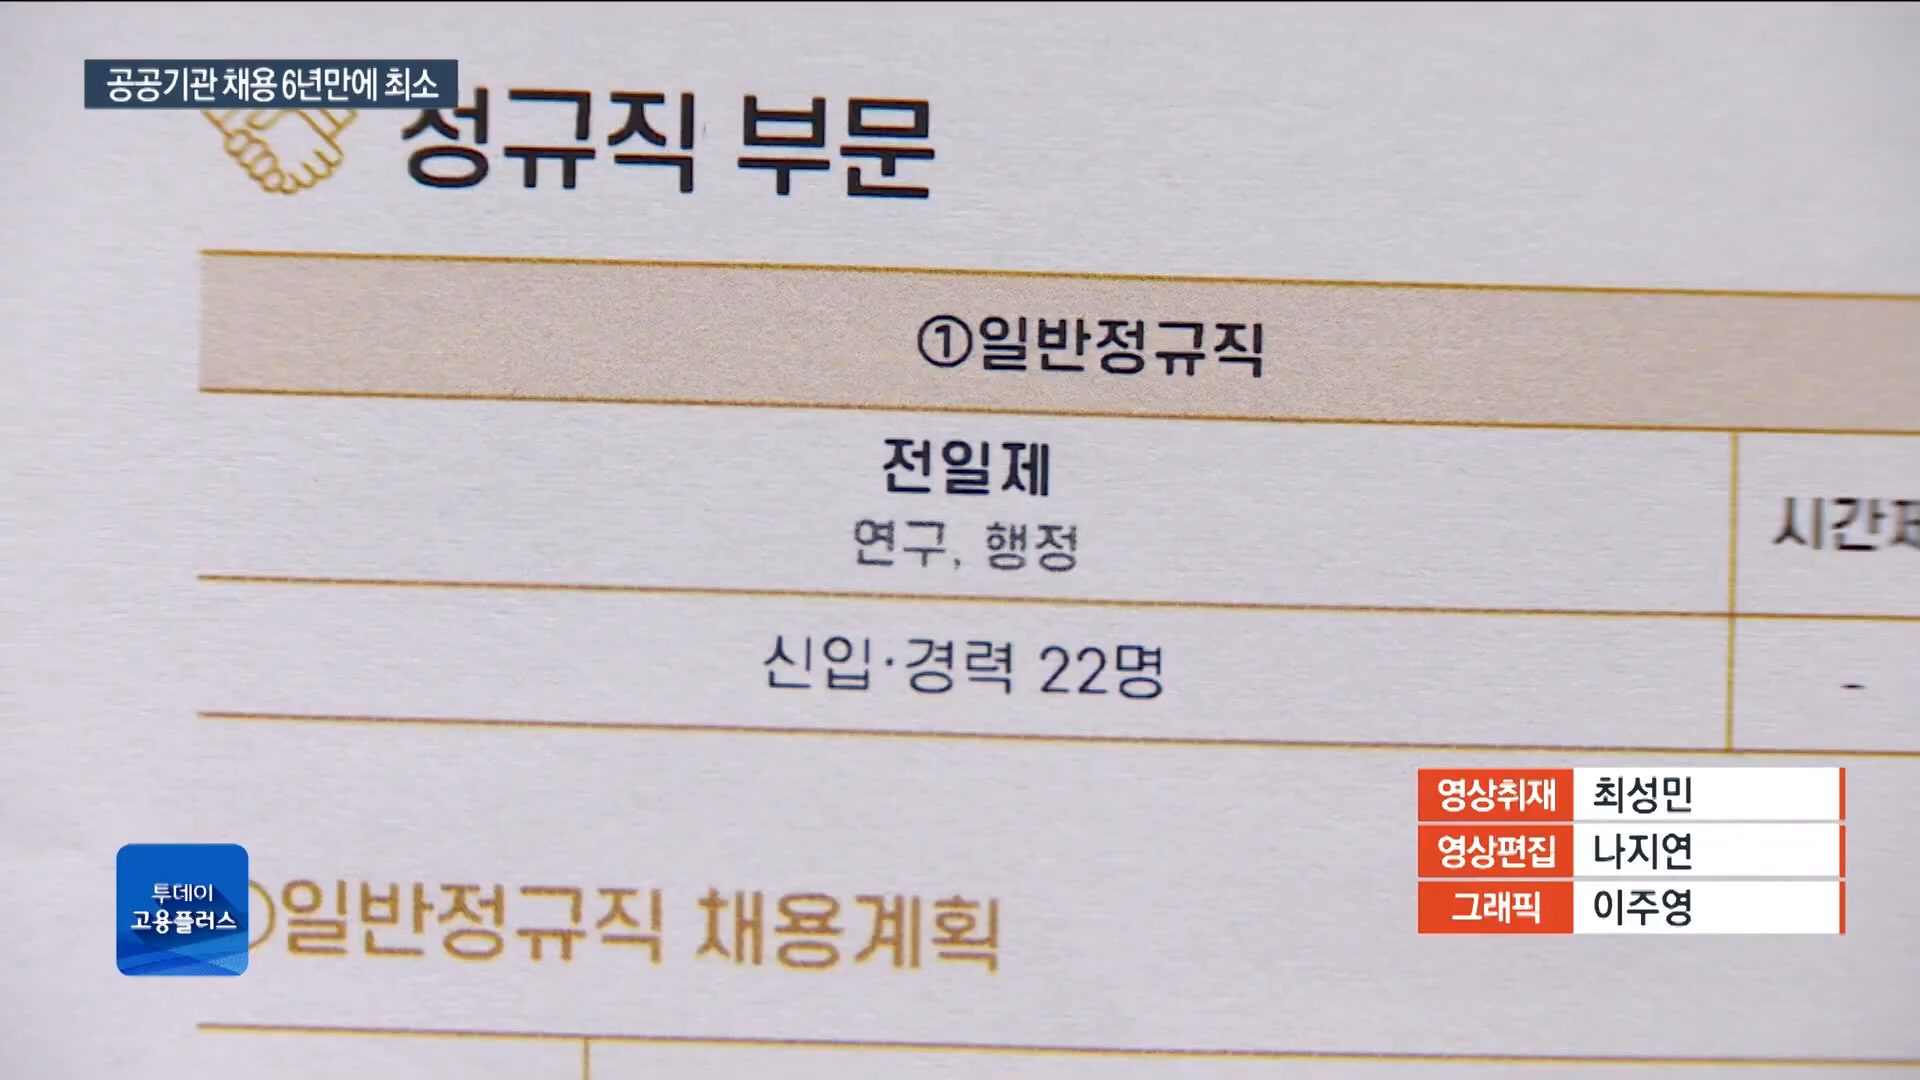 공공기관 채용 6년만에 최소
정규직 부문
①일반정규직
전일제
연구, 행정
시간제
신입·경력 22명
-
영상취재 최성민
영상편집 나지연
그래픽 이주영
투데이
고용플러스
일반정규직 채용계획